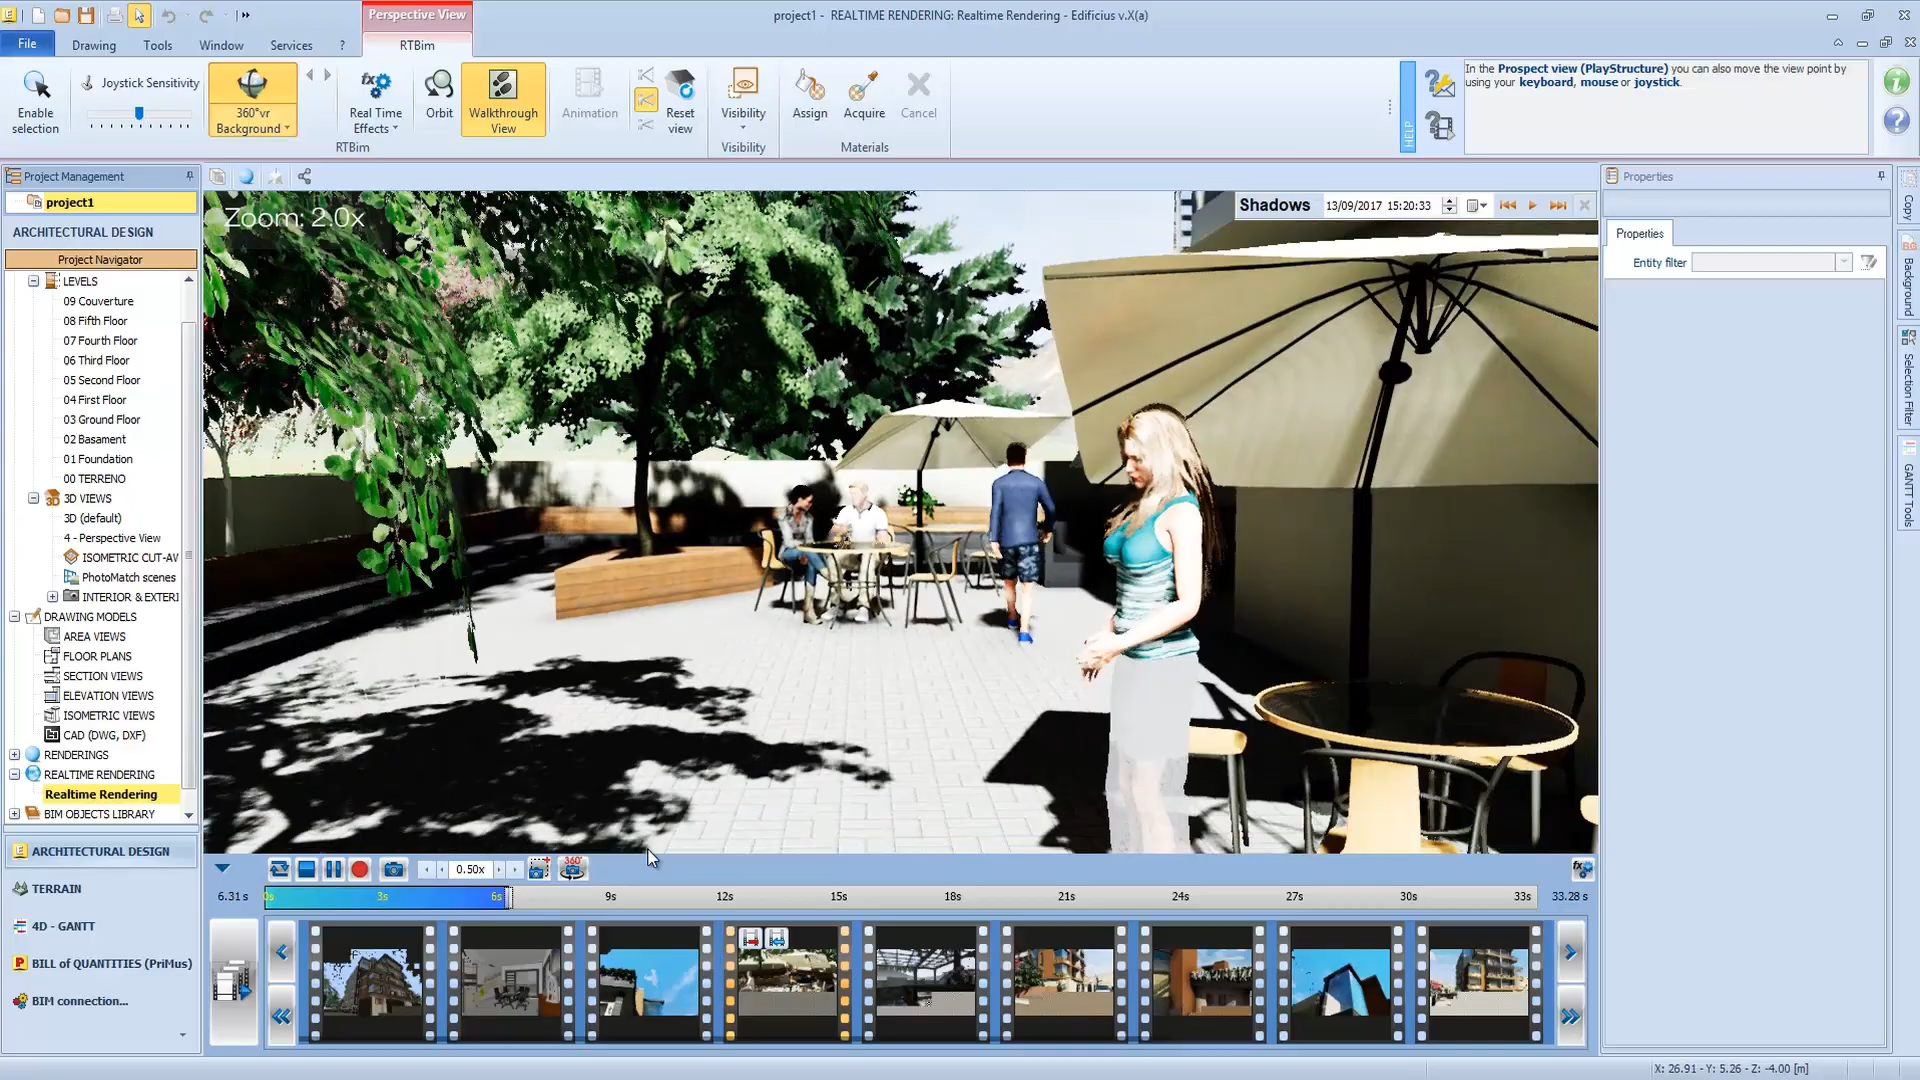 project1 - REALTIME RENDERING: Realtime Rendering - Edificius v.X(a)
Perspective View
File
Drawing
Tools
Window
Services
?
RTBim
Enable selection
Joystick Sensitivity
360°vr Background
Real Time Effects
Orbit
Walkthrough View
Animation
Reset view
Visibility
Assign
Acquire
Cancel
RTBim
Visibility
Materials
HELP
In the Prospect view (PlayStructure) you can also move the view point by
using your keyboard, mouse or joystick.
Project Management
project1
ARCHITECTURAL DESIGN
Project Navigator
LEVELS
09 Couverture
08 Fifth Floor
07 Fourth Floor
06 Third Floor
05 Second Floor
04 First Floor
03 Ground Floor
02 Basament
01 Foundation
00 TERRENO
3D VIEWS
3D (default)
4 - Perspective View
ISOMETRIC CUT-AW
PhotoMatch scenes
INTERIOR & EXTERI
DRAWING MODELS
AREA VIEWS
FLOOR PLANS
SECTION VIEWS
ELEVATION VIEWS
ISOMETRIC VIEWS
CAD (DWG, DXF)
RENDERINGS
REALTIME RENDERING
Realtime Rendering
BIM OBJECTS LIBRARY
ARCHITECTURAL DESIGN
TERRAIN
4D - GANTT
BILL of QUANTITIES (PriMus)
BIM connection...
Zoom: 2.0x
Shadows 13/09/2017 15:20:33
Properties
Properties
Entity filter
Copy
Background
Selection Filter
GANTT Tools
0.50x
360°
6.31 s
0s 3s 6s 9s 12s 15s 18s 21s 24s 27s 30s 33s
33.28 s
X: 26.91 - Y: 5.26 - Z: -4.00 [m]